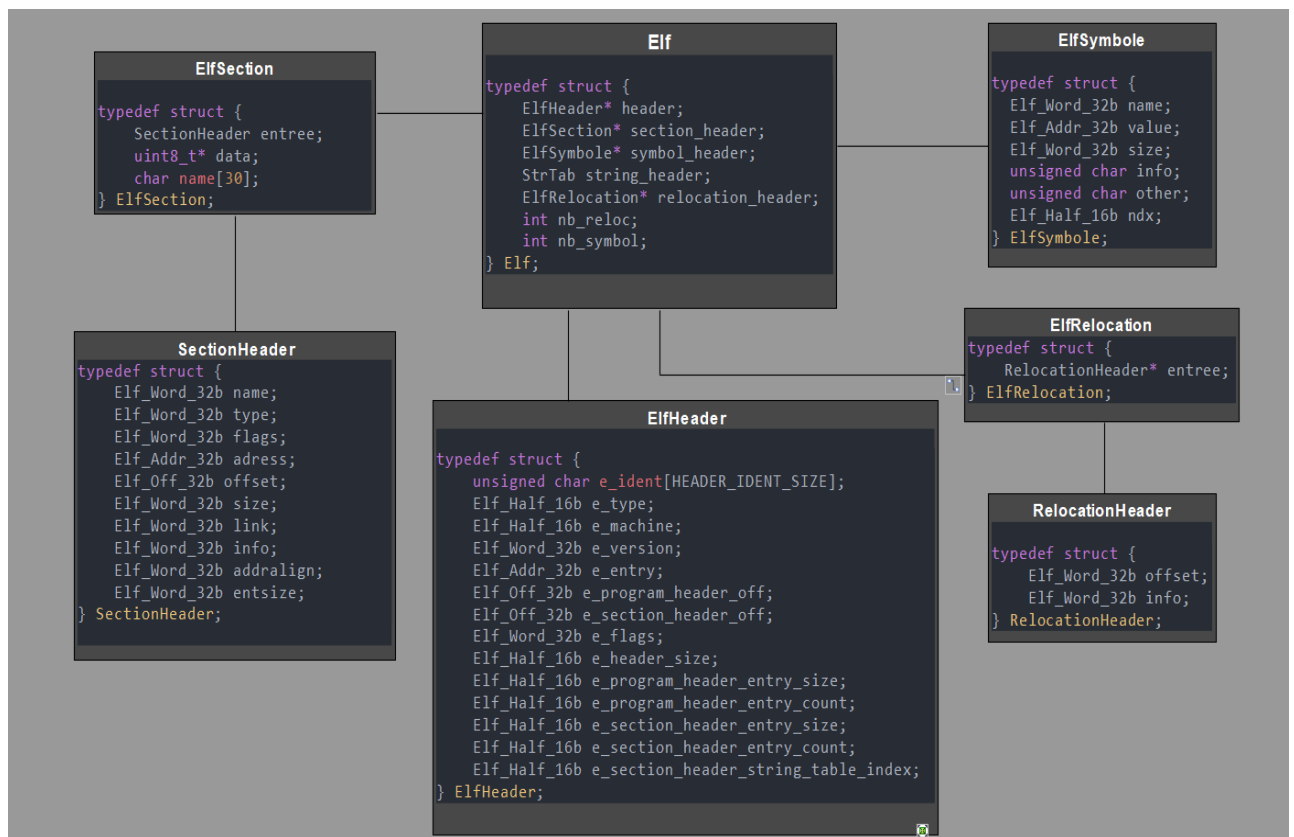 ElfSection
typedef struct {
SectionHeader entree;
uint8_t* data;
char name[30];
} ElfSection;
Elf
typedef struct {
ElfHeader* header;
ElfSection* section_header;
ElfSymbole* symbol_header;
StrTab string_header;
ElfRelocation* relocation_header;
int nb_reloc;
int nb_symbol;
} Elf;
ElfSymbole
typedef struct {
Elf_Word_32b name;
Elf_Addr_32b value;
Elf_Word_32b size;
unsigned char info;
unsigned char other;
Elf_Half_16b ndx;
} ElfSymbole;
SectionHeader
typedef struct {
Elf_Word_32b name;
Elf_Word_32b type;
Elf_Word_32b flags;
Elf_Addr_32b adress;
Elf_Off_32b offset;
Elf_Word_32b size;
Elf_Word_32b link;
Elf_Word_32b info;
Elf_Word_32b addralign;
Elf_Word_32b entsize;
} SectionHeader;
ElfHeader
typedef struct {
unsigned char e_ident[HEADER_IDENT_SIZE];
Elf_Half_16b e_type;
Elf_Half_16b e_machine;
Elf_Word_32b e_version;
Elf_Addr_32b e_entry;
Elf_Off_32b e_program_header_off;
Elf_Off_32b e_section_header_off;
Elf_Word_32b e_flags;
Elf_Half_16b e_header_size;
Elf_Half_16b e_program_header_entry_size;
Elf_Half_16b e_program_header_entry_count;
Elf_Half_16b e_section_header_entry_size;
Elf_Half_16b e_section_header_entry_count;
Elf_Half_16b e_section_header_string_table_index;
} ElfHeader;
ElfRelocation
typedef struct {
RelocationHeader* entree;
} ElfRelocation;
RelocationHeader
typedef struct {
Elf_Word_32b offset;
Elf_Word_32b info;
} RelocationHeader;